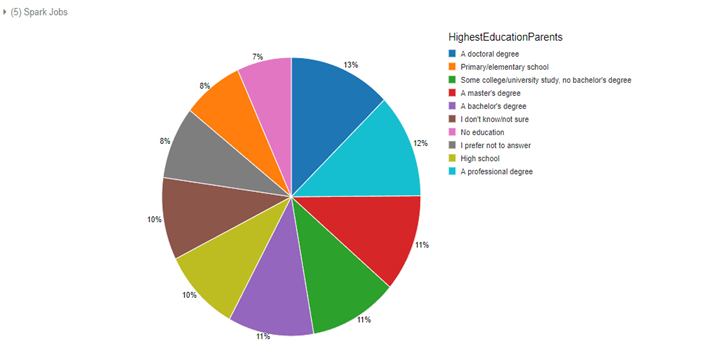 (5) Spark Jobs
HighestEducationParents
A doctoral degree
Primary/elementary school
Some college/university study, no bachelor's degree
A master's degree
A bachelor's degree
I don't know/not sure
No education
I prefer not to answer
High school
A professional degree
7%
13%
8%
12%
8%
10%
11%
10%
11%
11%